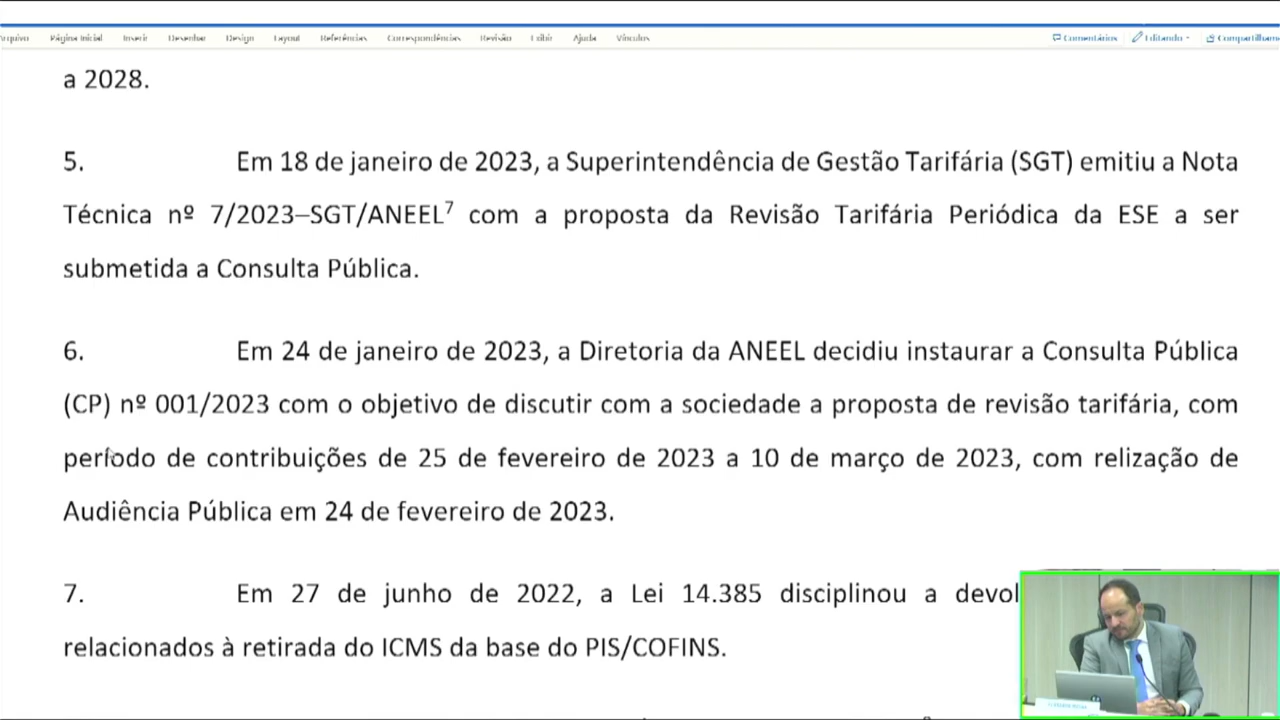 Arquivo Página Inicial Inserir Desenhar Design Layout Referências Correspondências Revisão Exibir Ajuda Vínculos Comentários Editando
a 2028.
5. Em 18 de janeiro de 2023, a Superintendência de Gestão Tarifária (SGT) emitiu a Nota
Técnica nº 7/2023–SGT/ANEEL⁷ com a proposta da Revisão Tarifária Periódica da ESE a ser
submetida a Consulta Pública.
6. Em 24 de janeiro de 2023, a Diretoria da ANEEL decidiu instaurar a Consulta Pública
(CP) nº 001/2023 com o objetivo de discutir com a sociedade a proposta de revisão tarifária, com
período de contribuições de 25 de fevereiro de 2023 a 10 de março de 2023, com relização de
Audiência Pública em 24 de fevereiro de 2023.
7. Em 27 de junho de 2022, a Lei 14.385 disciplinou a devol
relacionados à retirada do ICMS da base do PIS/COFINS.